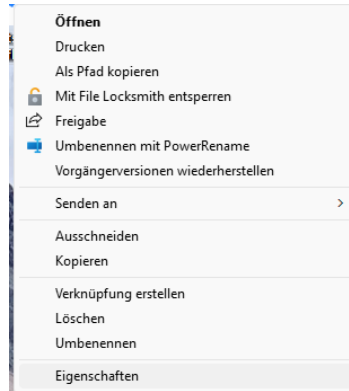 Öffnen
Drucken
Als Pfad kopieren
Mit File Locksmith entsperren
Freigabe
Umbenennen mit PowerRename
Vorgängerversionen wiederherstellen
Senden an
Ausschneiden
Kopieren
Verknüpfung erstellen
Löschen
Umbenennen
Eigenschaften